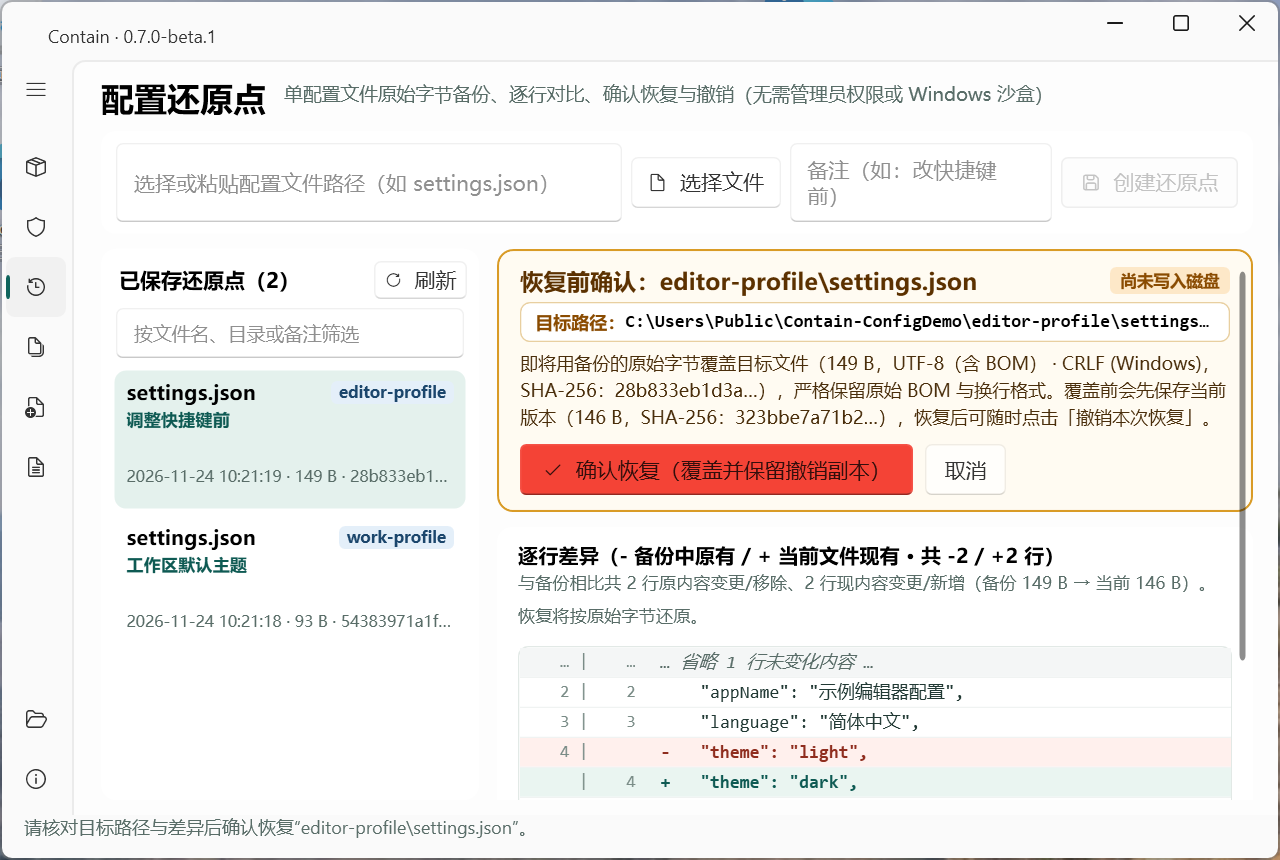 Contain · 0.7.0-beta.1
配置还原点
单配置文件原始字节备份、逐行对比、确认恢复与撤销（无需管理员权限或 Windows 沙盒）
选择或粘贴配置文件路径（如 settings.json）
选择文件
备注（如：改快捷键
前）
创建还原点
已保存还原点（2）
刷新
按文件名、目录或备注筛选
settings.json
editor-profile
调整快捷键前
2026-11-24 10:21:19 · 149 B · 28b833eb1...
settings.json
work-profile
工作区默认主题
2026-11-24 10:21:18 · 93 B · 54383971a1f...
恢复前确认：editor-profile\settings.json
尚未写入磁盘
目标路径：C:\Users\Public\Contain-ConfigDemo\editor-profile\settings...
即将用备份的原始字节覆盖目标文件（149 B，UTF-8（含 BOM） · CRLF (Windows)，
SHA-256：28b833eb1d3a…），严格保留原始 BOM 与换行格式。覆盖前会先保存当前
版本（146 B，SHA-256：323bbe7a71b2…），恢复后可随时点击「撤销本次恢复」。
确认恢复（覆盖并保留撤销副本）
取消
逐行差异（- 备份中原有 / + 当前文件现有 • 共 -2 / +2 行）
与备份相比共 2 行原内容变更/移除、2 行现内容变更/新增（备份 149 B → 当前 146 B）。
恢复将按原始字节还原。
… | … … 省略 1 行未变化内容 …
2 | 2 "appName": "示例编辑器配置",
3 | 3 "language": "简体中文",
4 | - "theme": "light",
| 4 + "theme": "dark",
请核对目标路径与差异后确认恢复“editor-profile\settings.json”。